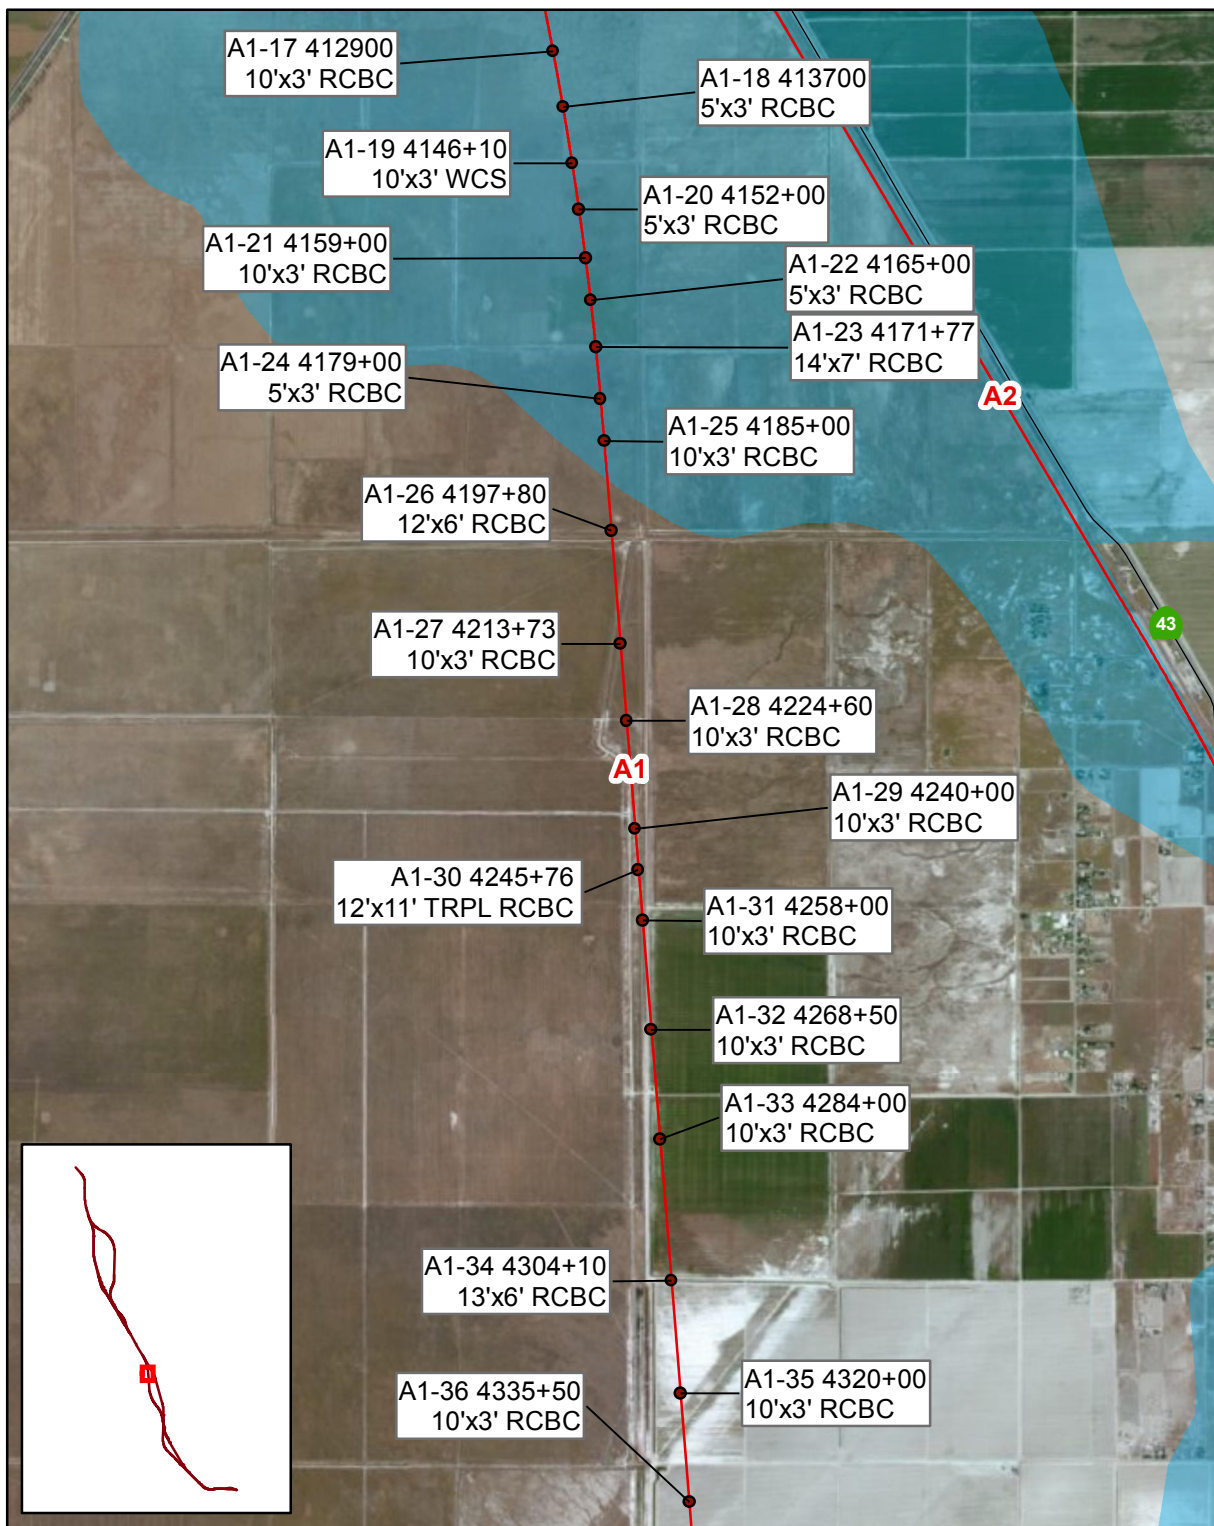 A1-17 412900
10'x3' RCBC
A1-18 413700
5'x3' RCBC
A1-19 4146+10
10'x3' WCS
A1-20 4152+00
5'x3' RCBC
A1-21 4159+00
10'x3' RCBC
A1-22 4165+00
5'x3' RCBC
A1-23 4171+77
14'x7' RCBC
A1-24 4179+00
5'x3' RCBC
A2
A1-25 4185+00
10'x3' RCBC
A1-26 4197+80
12'x6' RCBC
43
A1-27 4213+73
10'x3' RCBC
A1-28 4224+60
10'x3' RCBC
A1
A1-29 4240+00
10'x3' RCBC
A1-30 4245+76
12'x11' TRPL RCBC
A1-31 4258+00
10'x3' RCBC
A1-32 4268+50
10'x3' RCBC
A1-33 4284+00
10'x3' RCBC
A1-34 4304+10
13'x6' RCBC
A1-35 4320+00
10'x3' RCBC
A1-36 4335+50
10'x3' RCBC